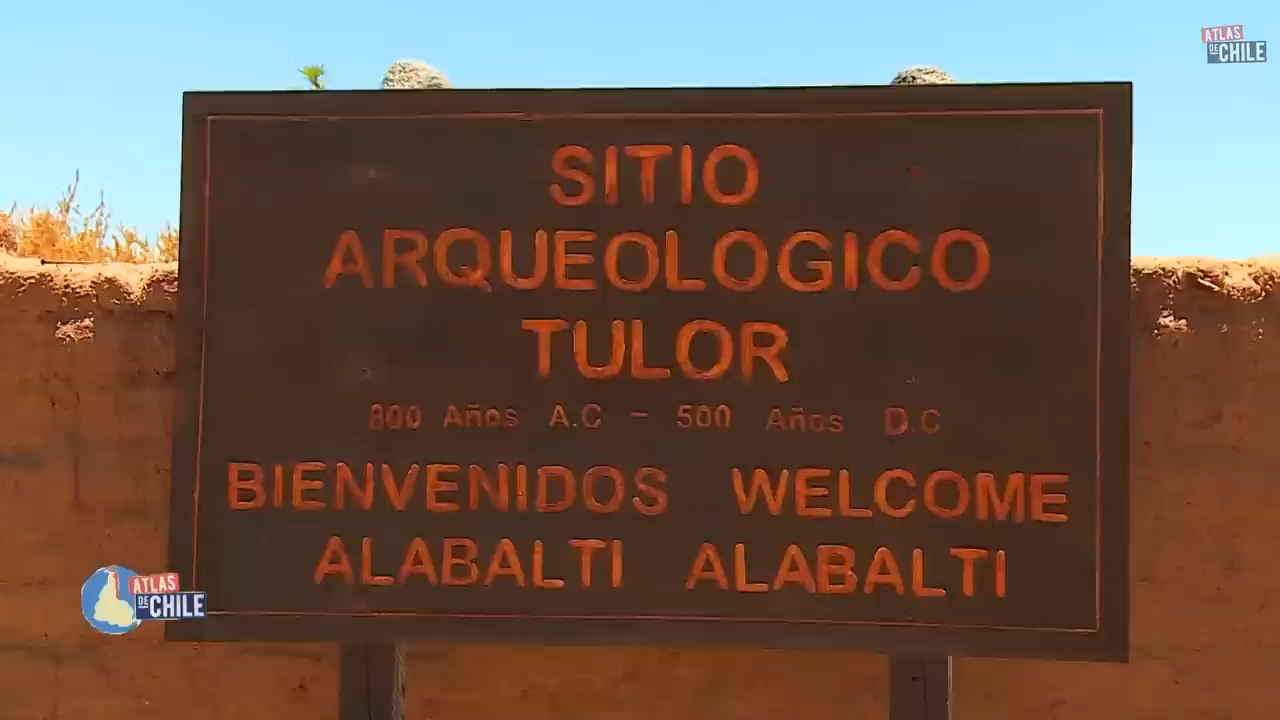 ATLAS
DE CHILE
SITIO
ARQUEOLOGICO
TULOR
800 Años A.C - 500 Años D.C
BIENVENIDOS WELCOME
ALABALTI ALABALTI
ATLAS
DE CHILE